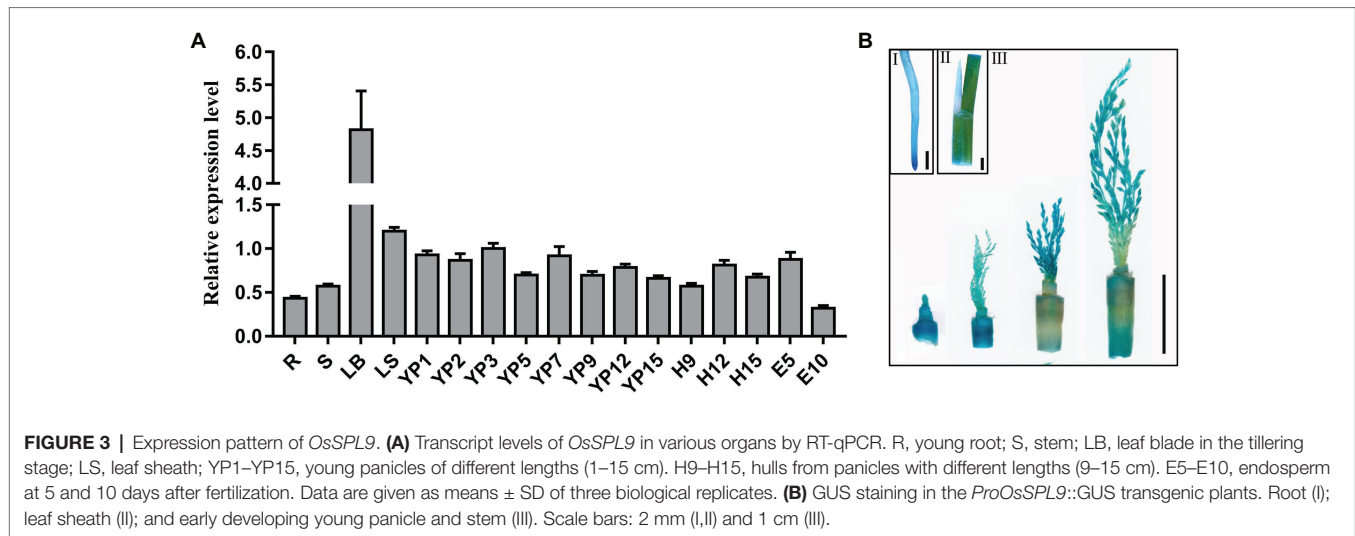 A
B
6.0
5.5
5.0
4.5
4.0
1.5
1.0
0.5
0.0
Relative expression level
R S LB LS YP1 YP2 YP3 YP5 YP7 YP9 YP12 YP15 H9 H12 H15 E5 E10
I
II
III
FIGURE 3 | Expression pattern of OsSPL9. (A) Transcript levels of OsSPL9 in various organs by RT-qPCR. R, young root; S, stem; LB, leaf blade in the tillering
stage; LS, leaf sheath; YP1–YP15, young panicles of different lengths (1–15 cm). H9–H15, hulls from panicles with different lengths (9–15 cm). E5–E10, endosperm
at 5 and 10 days after fertilization. Data are given as means ± SD of three biological replicates. (B) GUS staining in the ProOsSPL9::GUS transgenic plants. Root (I);
leaf sheath (II); and early developing young panicle and stem (III). Scale bars: 2 mm (I,II) and 1 cm (III).